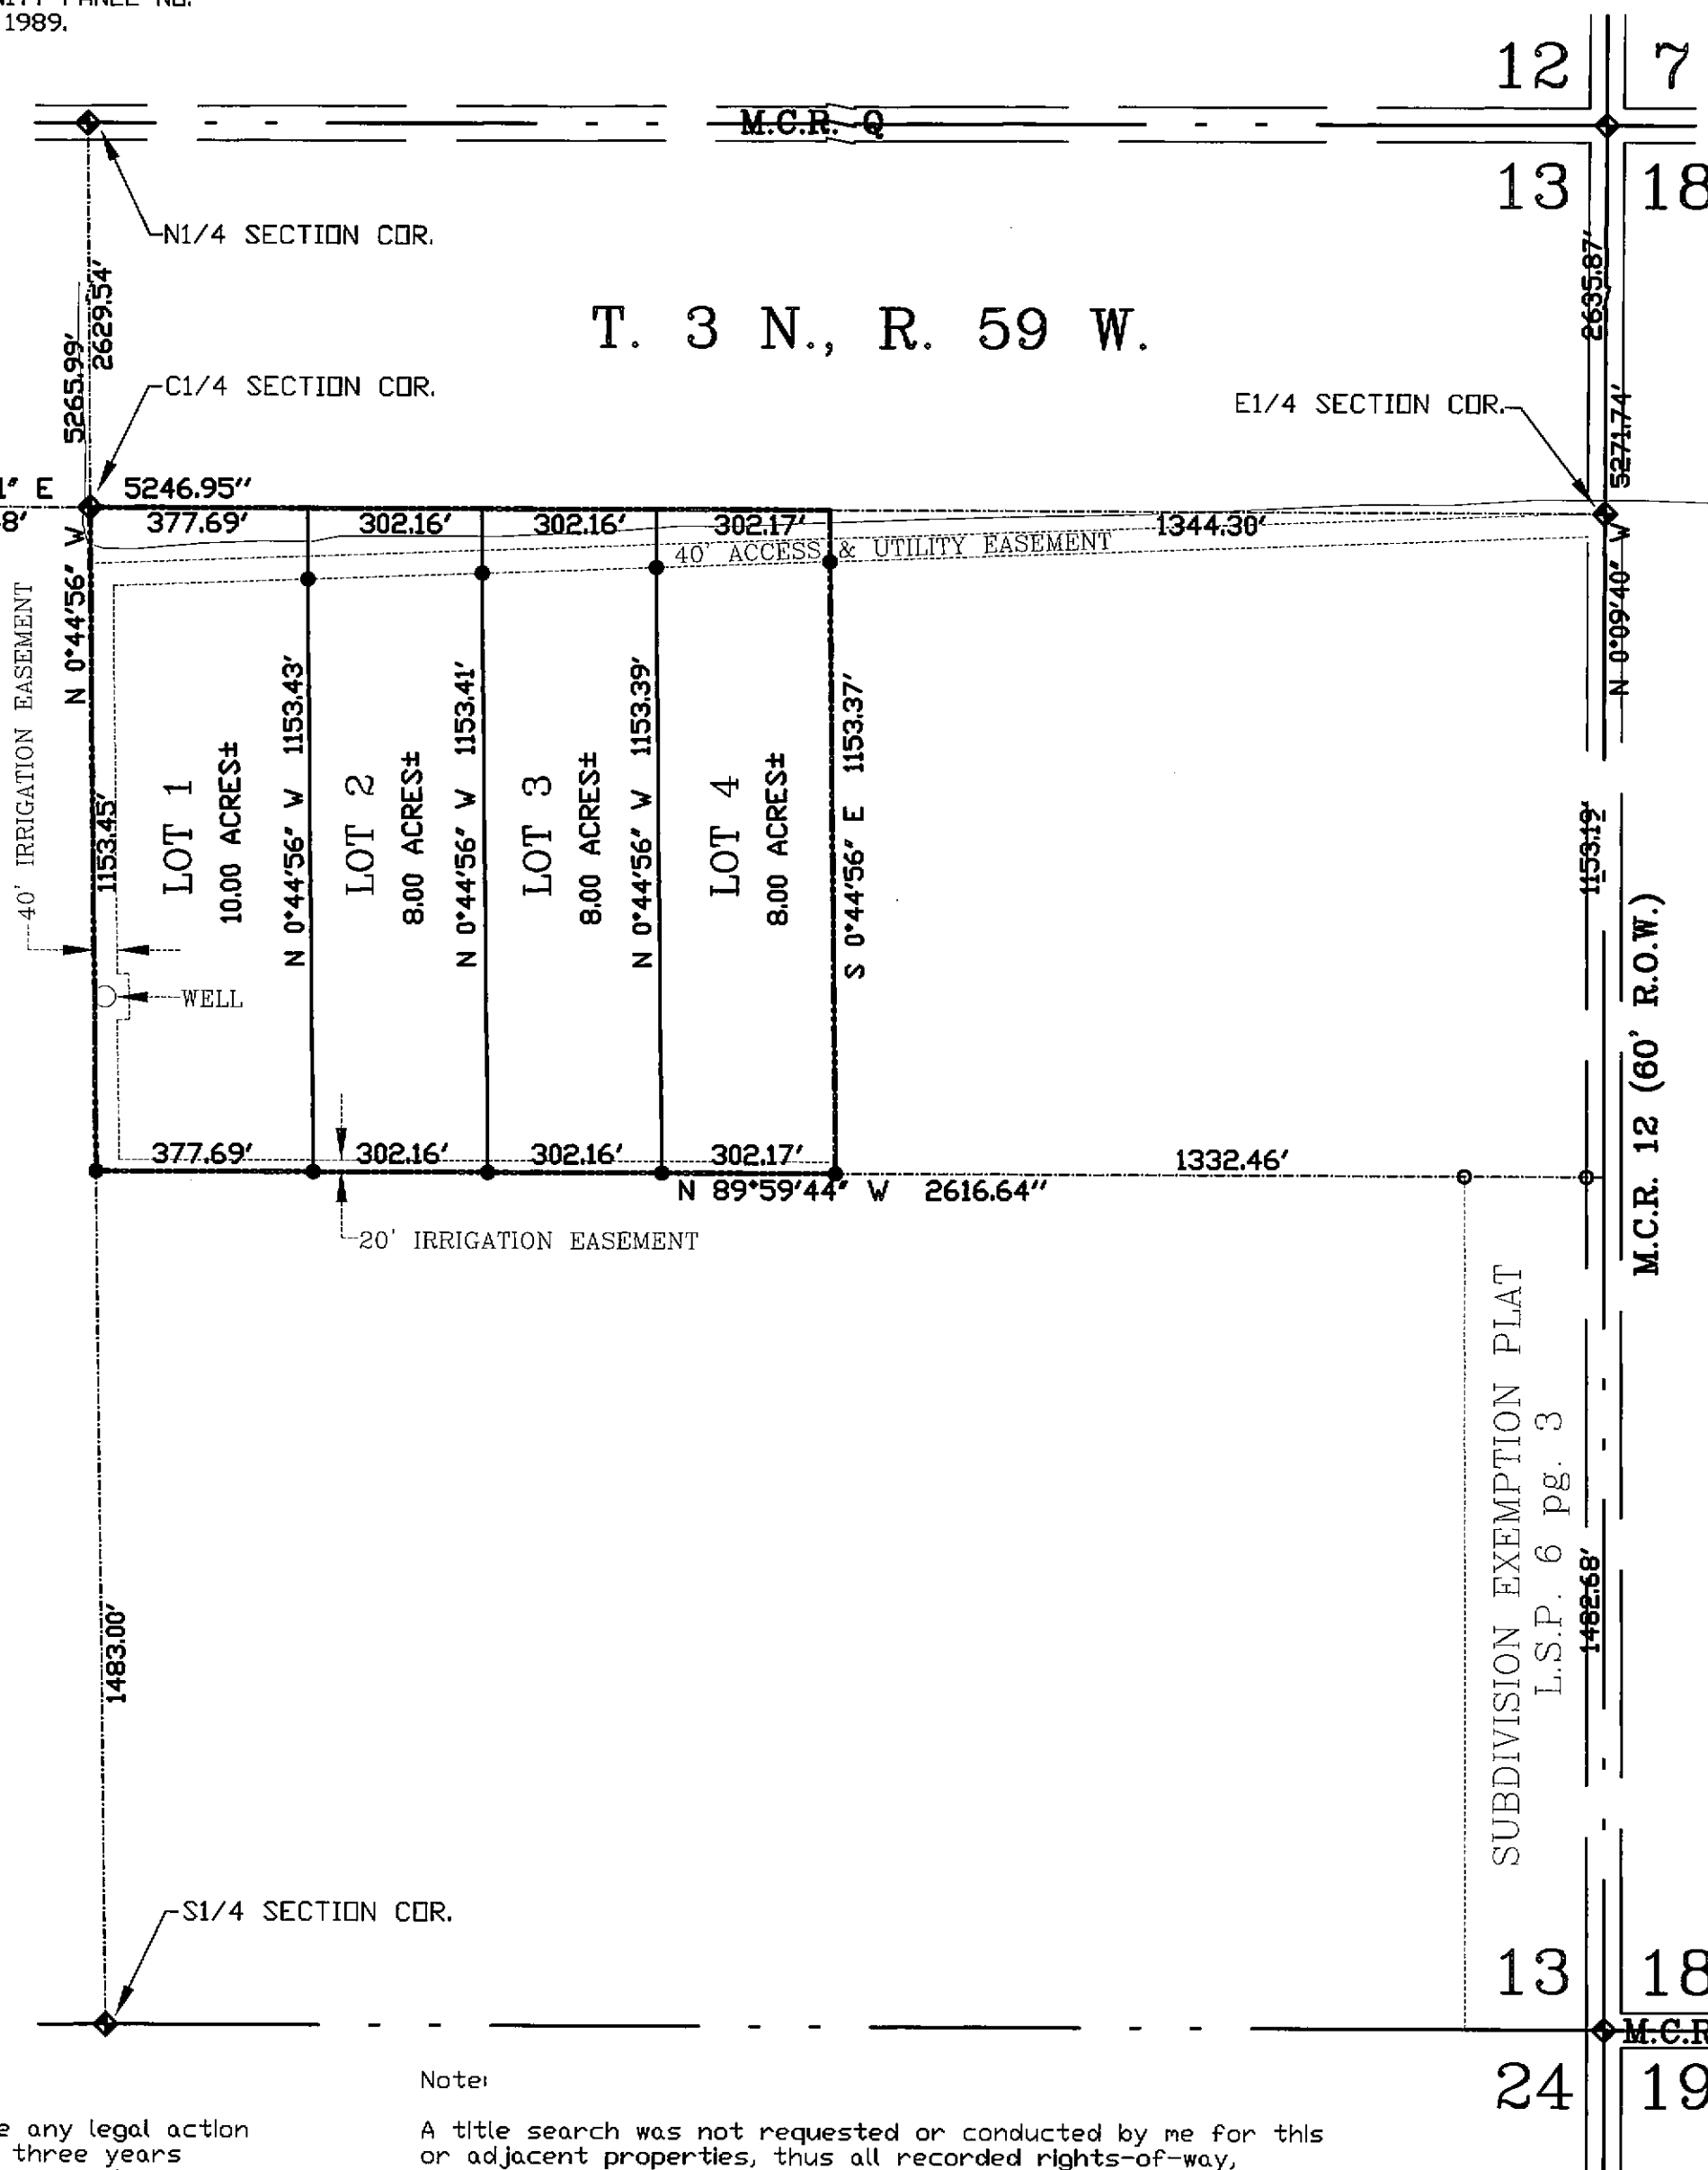 1989.
12
7
M.C.R. Q
13
18
N1/4 SECTION COR.
2629.54'
5265.99'
2635.87'
T. 3 N., R. 59 W.
C1/4 SECTION COR.
E1/4 SECTION COR.
5271.74'
1" E
5246.95"
8'
377.69'
302.16'
302.16'
302.17'
1344.30'
40' ACCESS & UTILITY EASEMENT
N 0°44'56" W
N 0°09'40" W
40' IRRIGATION EASEMENT
1153.45'
LOT 1
10.00 ACRES±
N 0°44'56" W 1153.43'
LOT 2
8.00 ACRES±
N 0°44'56" W 1153.41'
LOT 3
8.00 ACRES±
N 0°44'56" W 1153.39'
LOT 4
8.00 ACRES±
S 0°44'56" E 1153.37'
1153.19'
M.C.R. 12 (60' R.O.W.)
WELL
377.69'
302.16'
302.16'
302.17'
1332.46'
N 89°59'44" W 2616.64"
20' IRRIGATION EASEMENT
SUBDIVISION EXEMPTION PLAT
L.S.P. 6 pg. 3
1482.68'
1483.00'
S1/4 SECTION COR.
13
18
M.C.R
24
19
Note:
e any legal action
three years
A title search was not requested or conducted by me for this
or adjacent properties, thus all recorded rights-of-way,